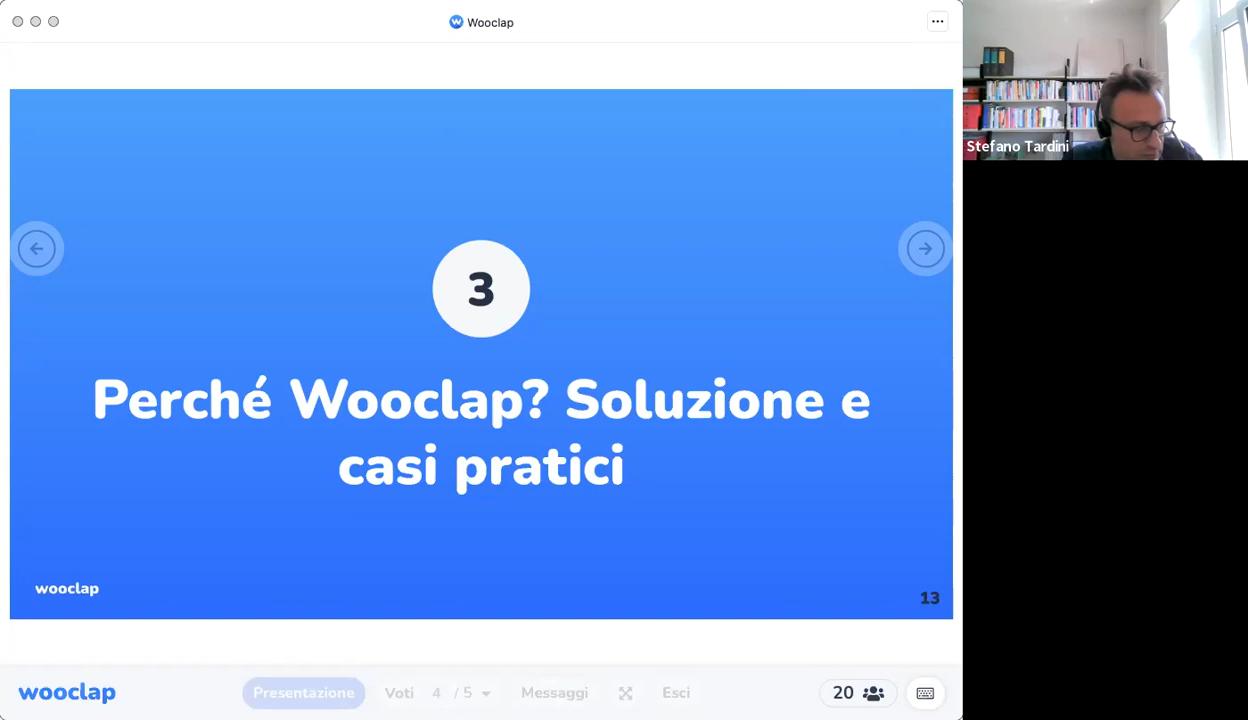 Wooclap
3
Perché Wooclap? Soluzione e
casi pratici
wooclap
13
wooclap
Presentazione
Voti 4 / 5
Messaggi
Esci
20
Stefano Tardini